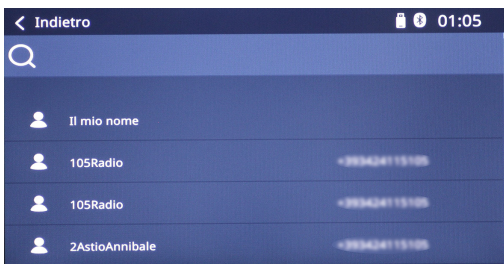 Indietro 01:05
Il mio nome
105Radio
105Radio
2AstioAnnibale